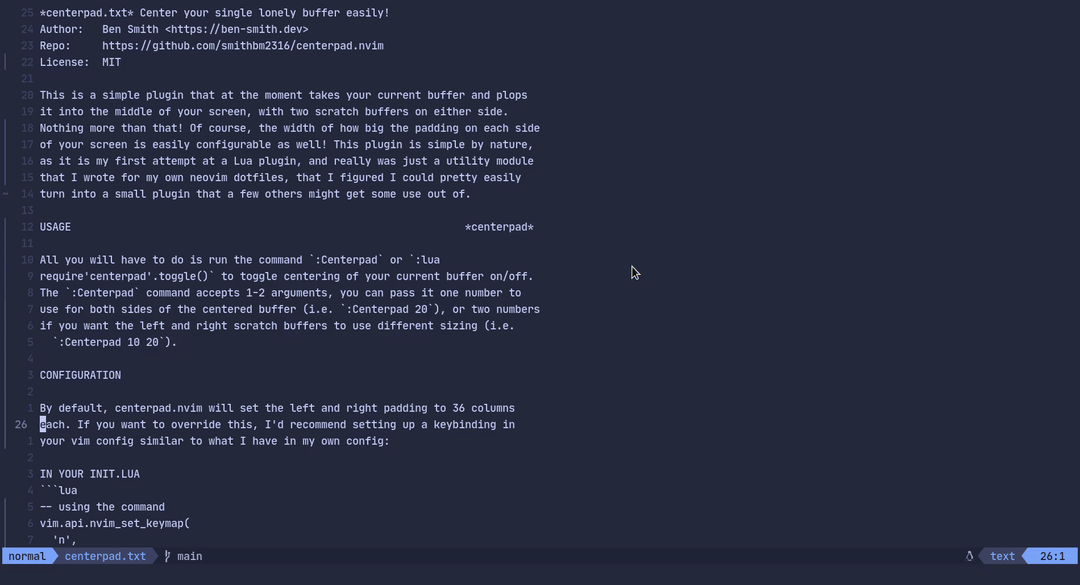 25 *centerpad.txt* Center your single lonely buffer easily!
24 Author:   Ben Smith <https://ben-smith.dev>
23 Repo:     https://github.com/smithbm2316/centerpad.nvim
22 License:  MIT
21
20 This is a simple plugin that at the moment takes your current buffer and plops
19 it into the middle of your screen, with two scratch buffers on either side.
18 Nothing more than that! Of course, the width of how big the padding on each side
17 of your screen is easily configurable as well! This plugin is simple by nature,
16 as it is my first attempt at a Lua plugin, and really was just a utility module
15 that I wrote for my own neovim dotfiles, that I figured I could pretty easily
~ 14 turn into a small plugin that a few others might get some use out of.
13
12 USAGE                                                               *centerpad*
11
10 All you will have to do is run the command `:Centerpad` or `:lua
9 require'centerpad'.toggle()` to toggle centering of your current buffer on/off.
8 The `:Centerpad` command accepts 1-2 arguments, you can pass it one number to
7 use for both sides of the centered buffer (i.e. `:Centerpad 20`), or two numbers
6 if you want the left and right scratch buffers to use different sizing (i.e.
5   `:Centerpad 10 20`).
4
3 CONFIGURATION
2
1 By default, centerpad.nvim will set the left and right padding to 36 columns
26 each. If you want to override this, I'd recommend setting up a keybinding in
1 your vim config similar to what I have in my own config:
2
3 IN YOUR INIT.LUA
4 ```lua
5 -- using the command
6 vim.api.nvim_set_keymap(
7   'n',
normal centerpad.txt main text 26:1